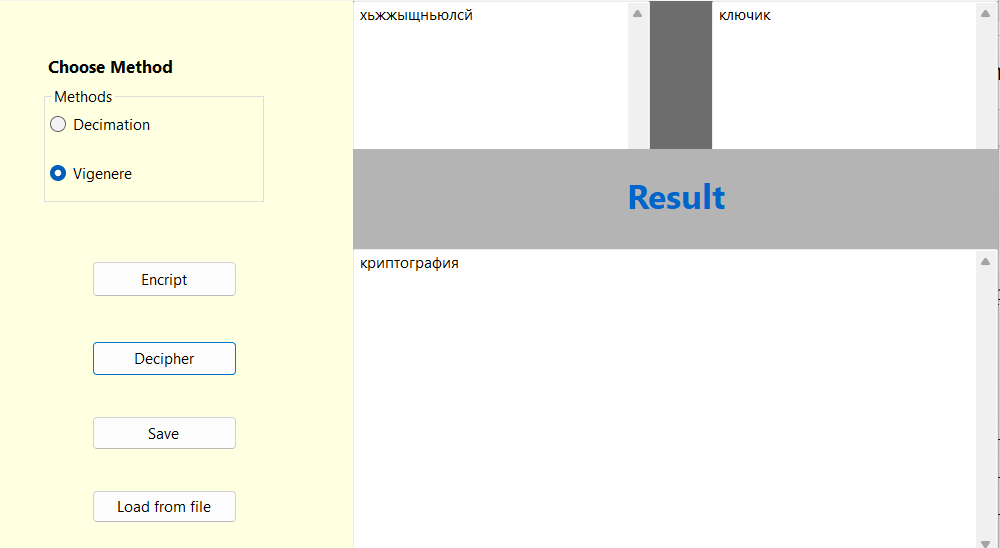 хьжжыщньюлсй
ключик
Choose Method
Methods
Decimation
Vigenere
Result
криптография
Encript
Decipher
Save
Load from file